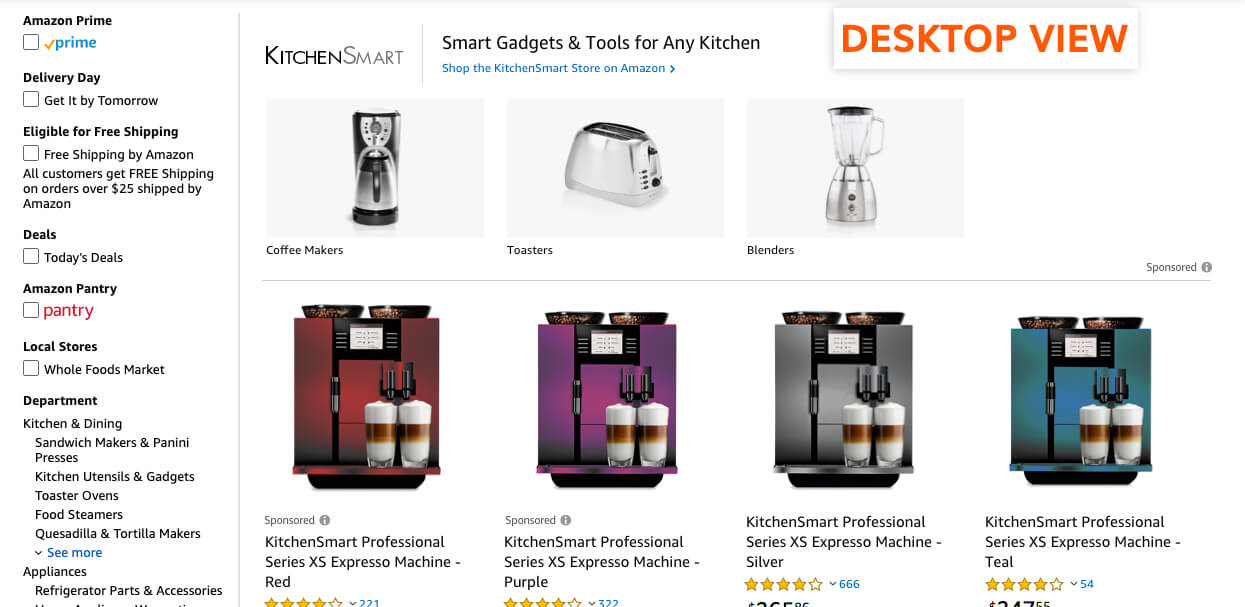 Amazon Prime
prime
Delivery Day
Get It by Tomorrow
Eligible for Free Shipping
Free Shipping by Amazon
All customers get FREE Shipping
on orders over $25 shipped by
Amazon
Deals
Today's Deals
Amazon Pantry
pantry
Local Stores
Whole Foods Market
Department
Kitchen & Dining
Sandwich Makers & Panini
Presses
Kitchen Utensils & Gadgets
Toaster Ovens
Food Steamers
Quesadilla & Tortilla Makers
See more
Appliances
Refrigerator Parts & Accessories
KITCHENSMART
Smart Gadgets & Tools for Any Kitchen
Shop the KitchenSmart Store on Amazon ›
DESKTOP VIEW
Coffee Makers
Toasters
Blenders
Sponsored
Sponsored
KitchenSmart Professional
Series XS Expresso Machine -
Red
221
Sponsored
KitchenSmart Professional
Series XS Expresso Machine -
Purple
322
KitchenSmart Professional
Series XS Expresso Machine -
Silver
666
KitchenSmart Professional
Series XS Expresso Machine -
Teal
54